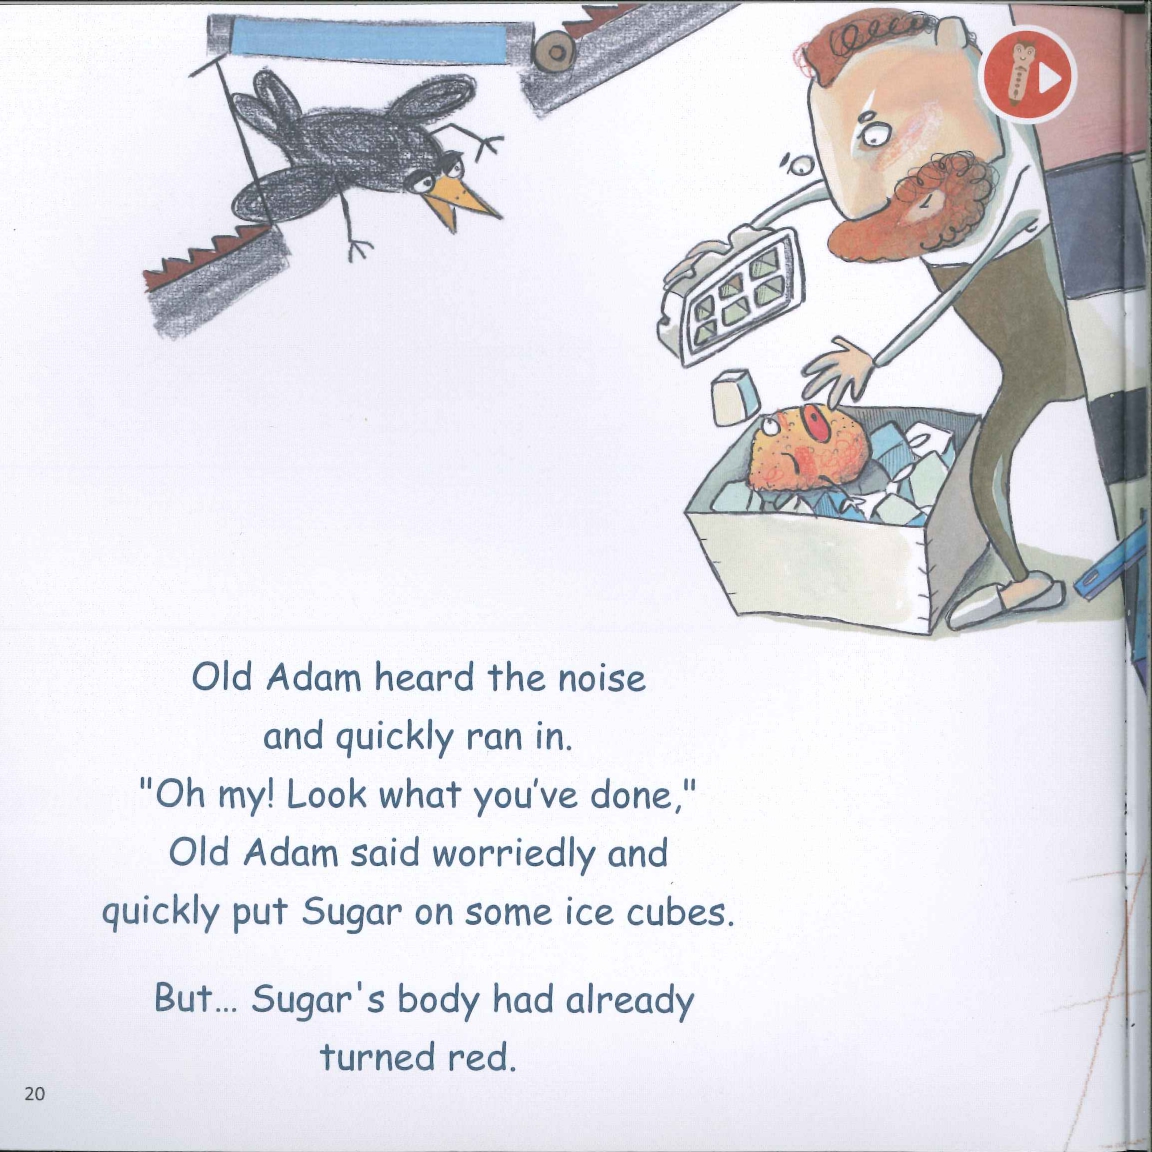 Old Adam heard the noise
and quickly ran in.
"Oh my! Look what you've done,"
Old Adam said worriedly and
quickly put Sugar on some ice cubes.
But... Sugar's body had already
turned red.
20